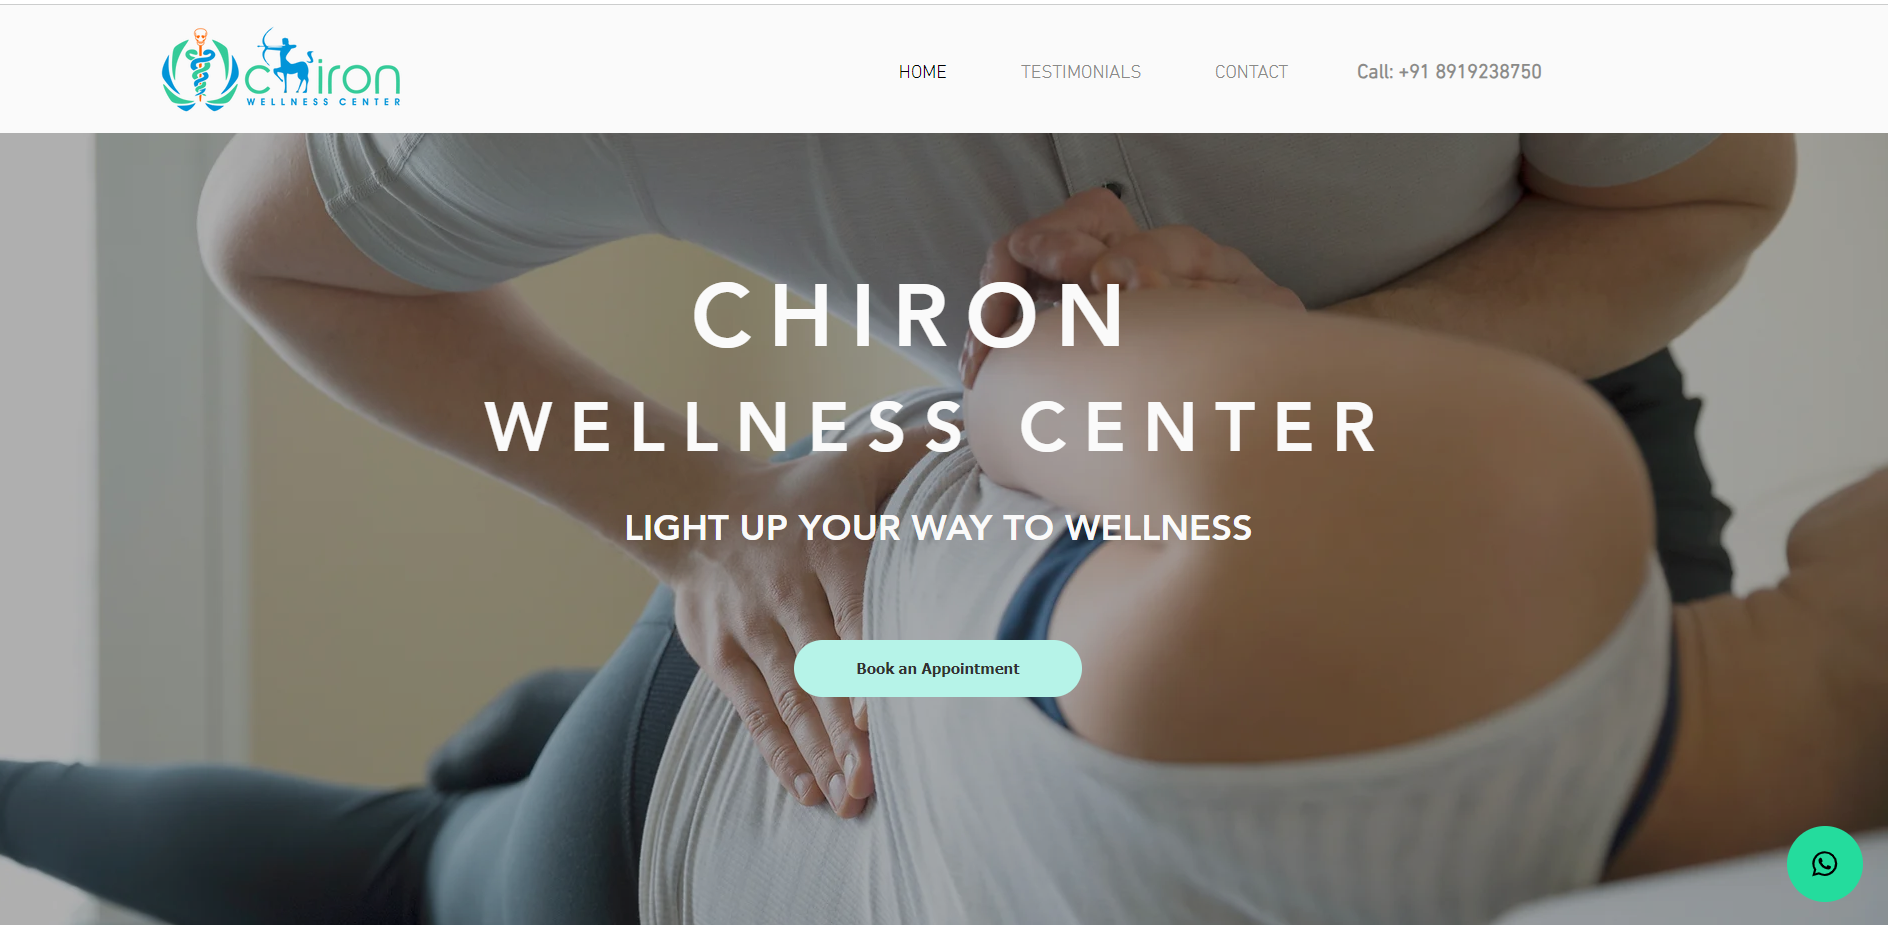 chiron
WELLNESS CENTER
HOME
TESTIMONIALS
CONTACT
Call: +91 8919238750
CHIRON
WELLNESS CENTER
LIGHT UP YOUR WAY TO WELLNESS
Book an Appointment